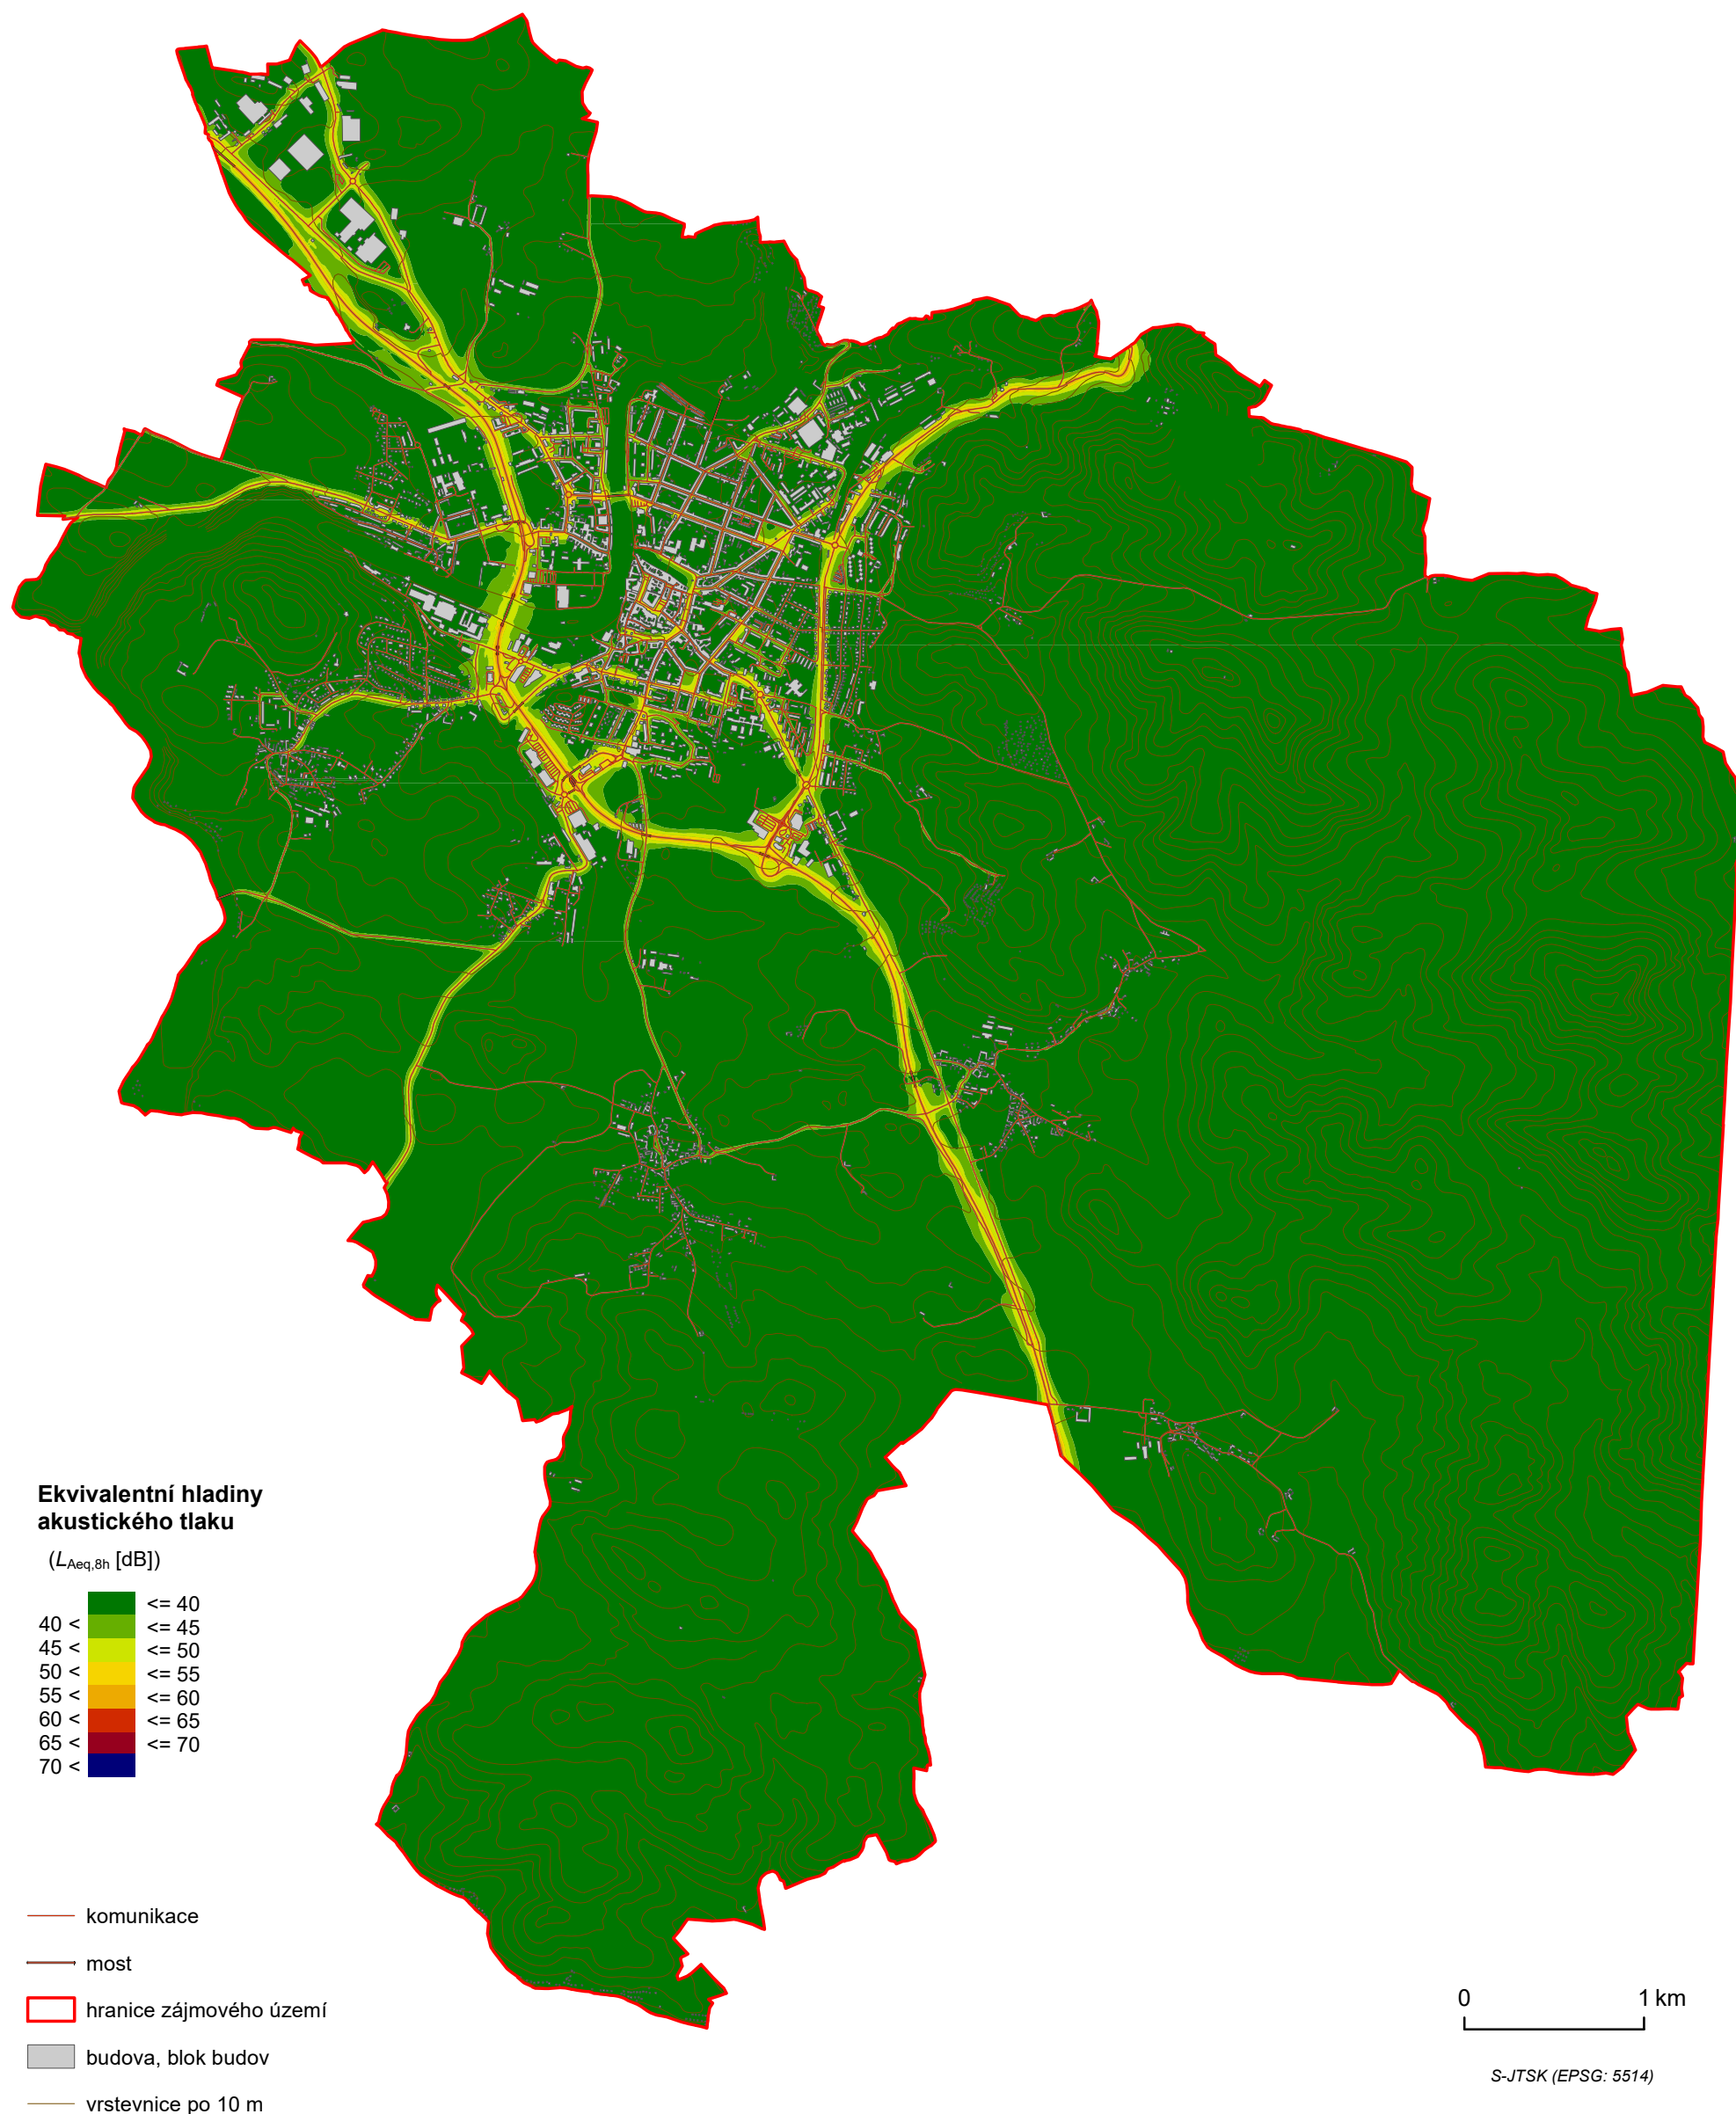 Ekvivalentní hladiny
akustického tlaku
(LAeq,8h [dB])
<= 40
40 < <= 45
45 < <= 50
50 < <= 55
55 < <= 60
60 < <= 65
65 < <= 70
70 <
komunikace
most
hranice zájmového území
budova, blok budov
vrstevnice po 10 m
0 1 km
S-JTSK (EPSG: 5514)